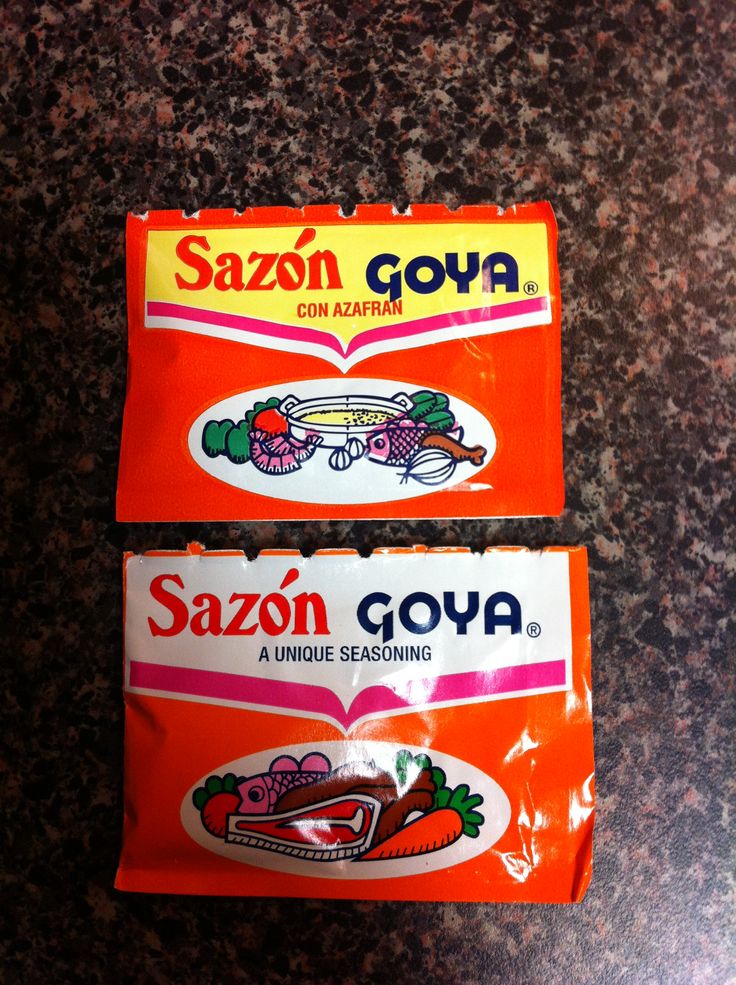 Sazón GOYA®
CON AZAFRAN
Sazón GOYA®
A UNIQUE SEASONING